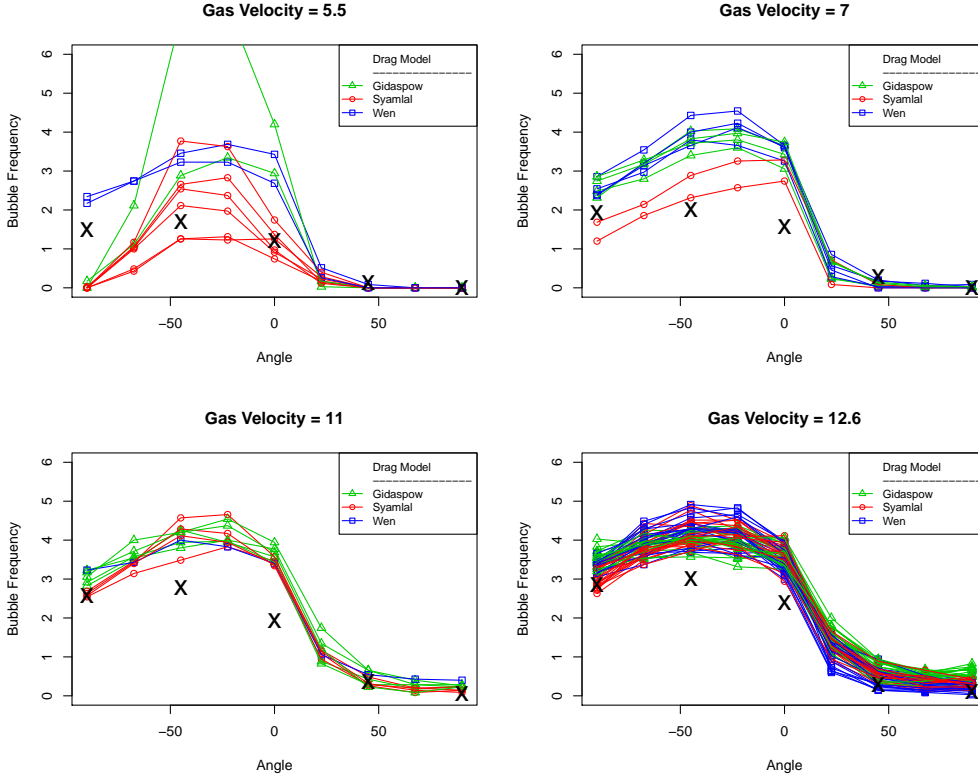 Gas Velocity = 5.5
6
5
4
3
2
1
0
Bubble Frequency
−50
0
50
Angle
Drag Model
Gidaspow
Syamlal
Wen
X
X
X
X
X
Gas Velocity = 7
6
5
4
3
2
1
0
Bubble Frequency
−50
0
50
Angle
Drag Model
Gidaspow
Syamlal
Wen
X
X
X
X
X
Gas Velocity = 11
6
5
4
3
2
1
0
Bubble Frequency
−50
0
50
Angle
Drag Model
Gidaspow
Syamlal
Wen
X
X
X
X
X
Gas Velocity = 12.6
6
5
4
3
2
1
0
Bubble Frequency
−50
0
50
Angle
Drag Model
Gidaspow
Syamlal
Wen
X
X
X
X
X